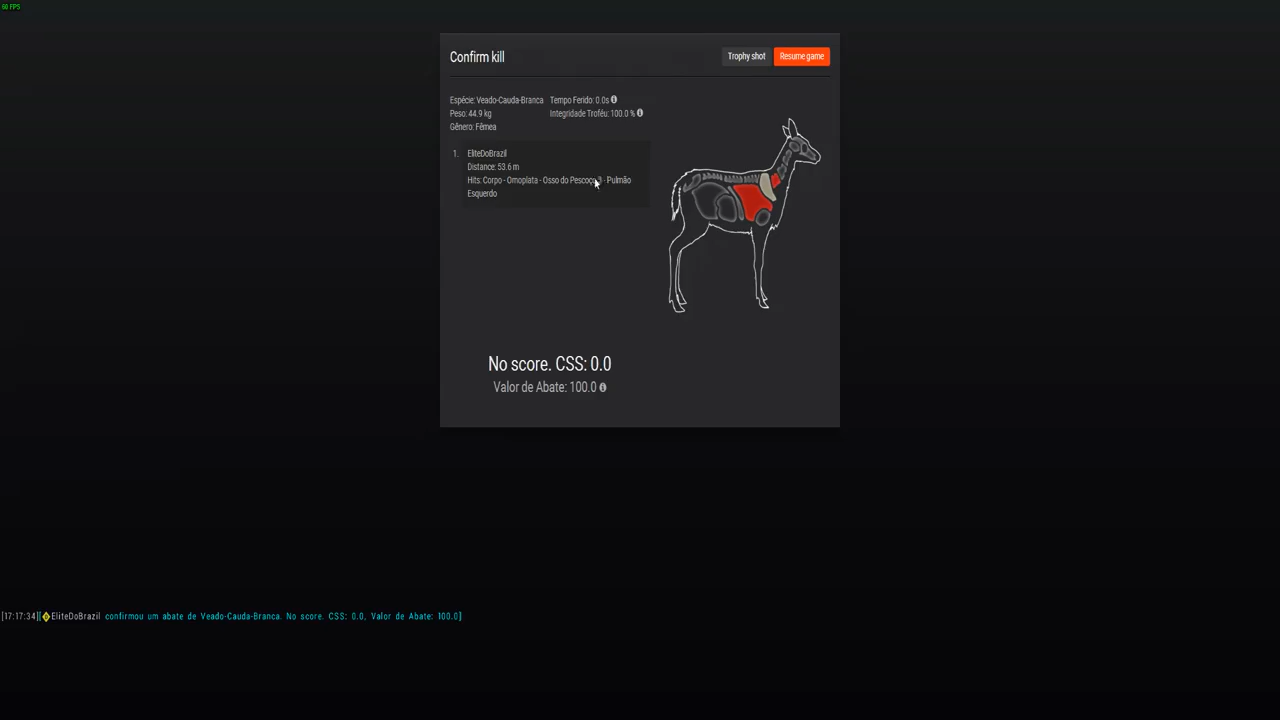 60 FPS
Confirm kill
Trophy shot
Resume game
Espécie: Veado-Cauda-Branca
Tempo Ferido: 0.0s
Peso: 44.9 kg
Integridade Troféu: 100.0 %
Gênero: Fêmea
1. EliteDoBrazil
Distance: 53.6 m
Hits: Corpo - Omoplata - Osso do Pescoço - Pulmão
Esquerdo
No score. CSS: 0.0
Valor de Abate: 100.0
[17:17:34][EliteDoBrazil confirmou um abate de Veado-Cauda-Branca. No score. CSS: 0.0, Valor de Abate: 100.0]